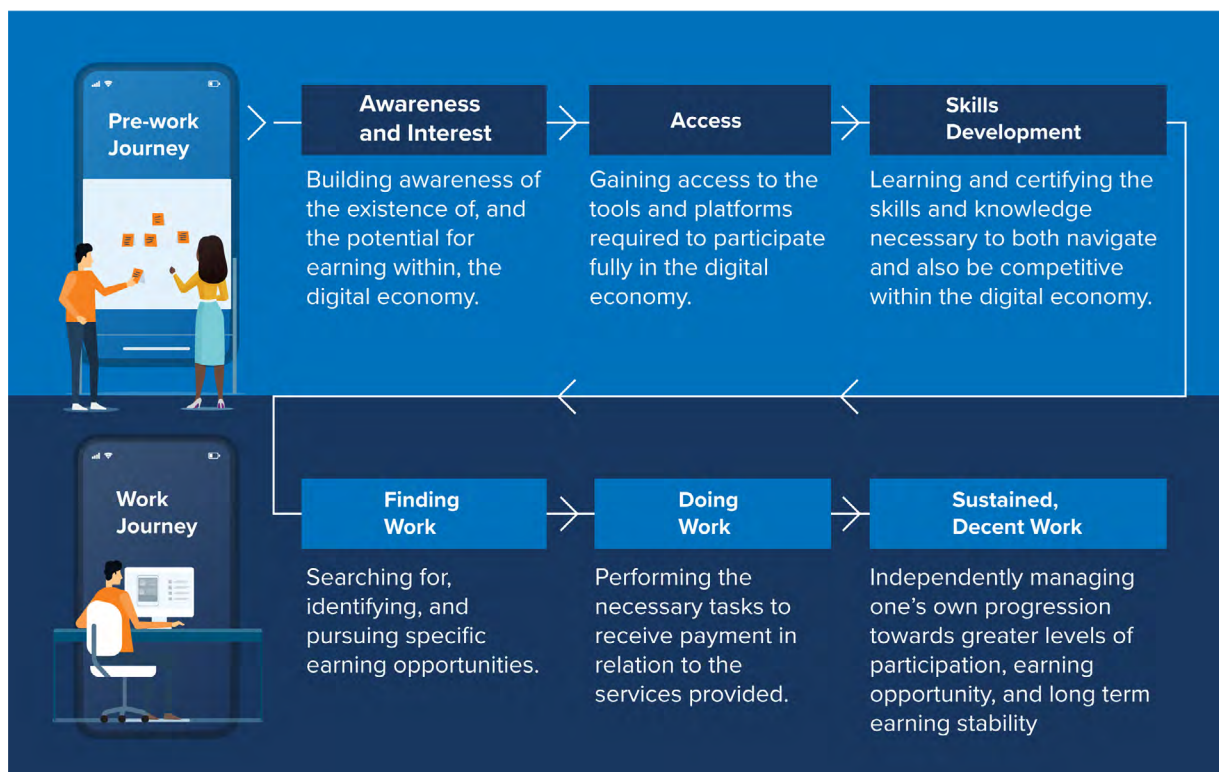 Pre-work
Journey
Awareness
and Interest
Building awareness of
the existence of, and
the potential for
earning within, the
digital economy.
Access
Gaining access to the
tools and platforms
required to participate
fully in the digital
economy.
Skills
Development
Learning and certifying the
skills and knowledge
necessary to both navigate
and also be competitive
within the digital economy.
Work
Journey
Finding
Work
Searching for,
identifying, and
pursuing specific
earning opportunities.
Doing
Work
Performing the
necessary tasks to
receive payment in
relation to the
services provided.
Sustained,
Decent Work
Independently managing
one’s own progression
towards greater levels of
participation, earning
opportunity, and long term
earning stability